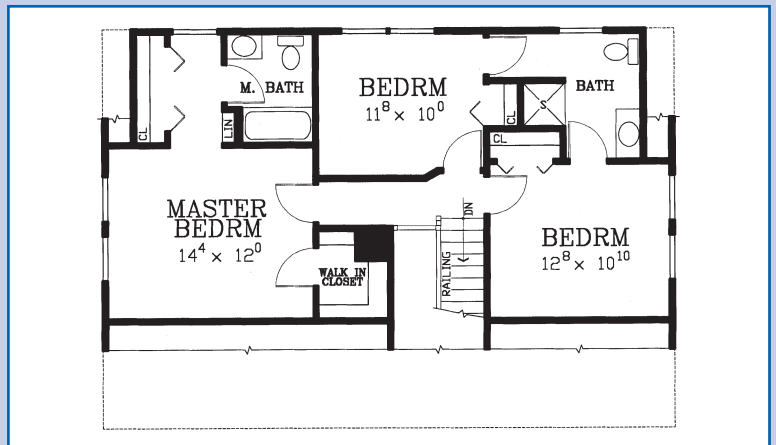 M. BATH
CL
LIN
BEDRM
11⁸ x 10⁰
CL
S
BATH
CL
MASTER
BEDRM
14⁴ x 12⁰
WALK IN
CLOSET
DN
RAILING
BEDRM
12⁸ x 10¹⁰